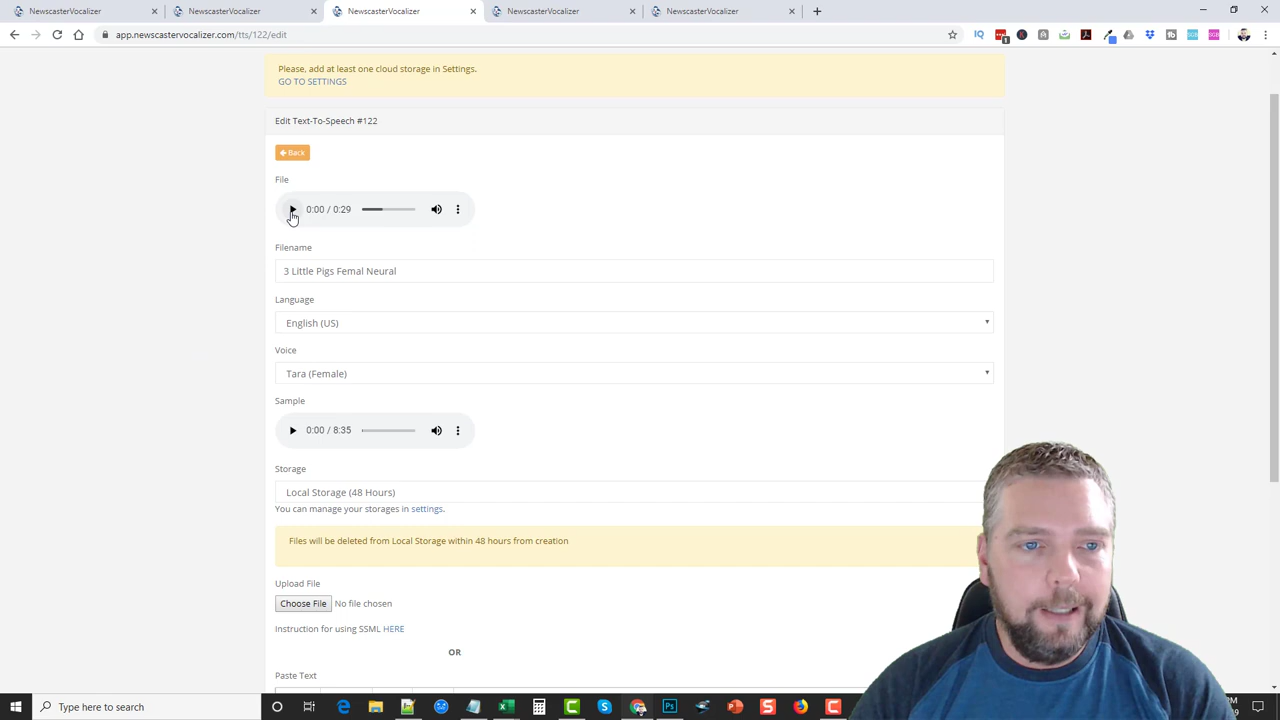 NewscasterVocalizer
NewscasterVocalizer
NewscasterVocalizer
NewscasterVocalizer
NewscasterVocalizer
app.newscastervocalizer.com/tts/122/edit
Please, add at least one cloud storage in Settings.
GO TO SETTINGS
Edit Text-To-Speech #122
Back
File
0:00 / 0:29
Filename
3 Little Pigs Femal Neural
Language
English (US)
Voice
Tara (Female)
Sample
0:00 / 8:35
Storage
Local Storage (48 Hours)
You can manage your storages in settings.
Files will be deleted from Local Storage within 48 hours from creation
Upload File
Choose File No file chosen
Instruction for using SSML HERE
OR
Paste Text
Type here to search